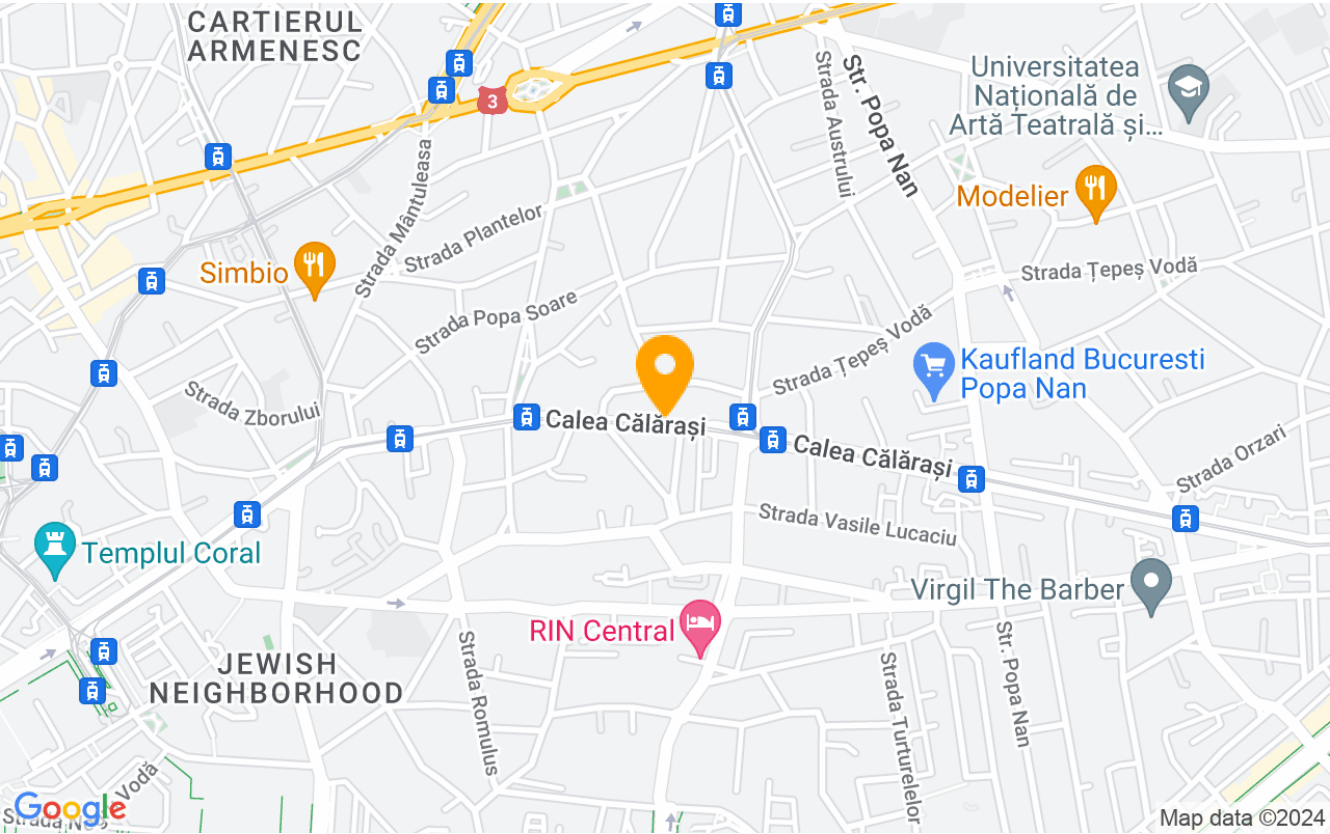 CARTIERUL
ARMENESC
3
Universitatea
Națională de
Artă Teatrală și...
Str. Popa Nan
Strada Austrului
Modelier
Strada Mântuleasa
Strada Plantelor
Simbio
Strada Țepeș Vodă
Strada Popa Soare
Strada Țepeș Vodă
Kaufland Bucuresti
Popa Nan
Strada Zborului
Calea Călărași
Calea Călărași
Strada Orzari
Strada Vasile Lucaciu
Templul Coral
Virgil The Barber
RIN Central
JEWISH
NEIGHBORHOOD
Strada Romulus
Str. Popa Nan
Strada Turturelelor
Vodă
Google
Strada
Map data ©2024